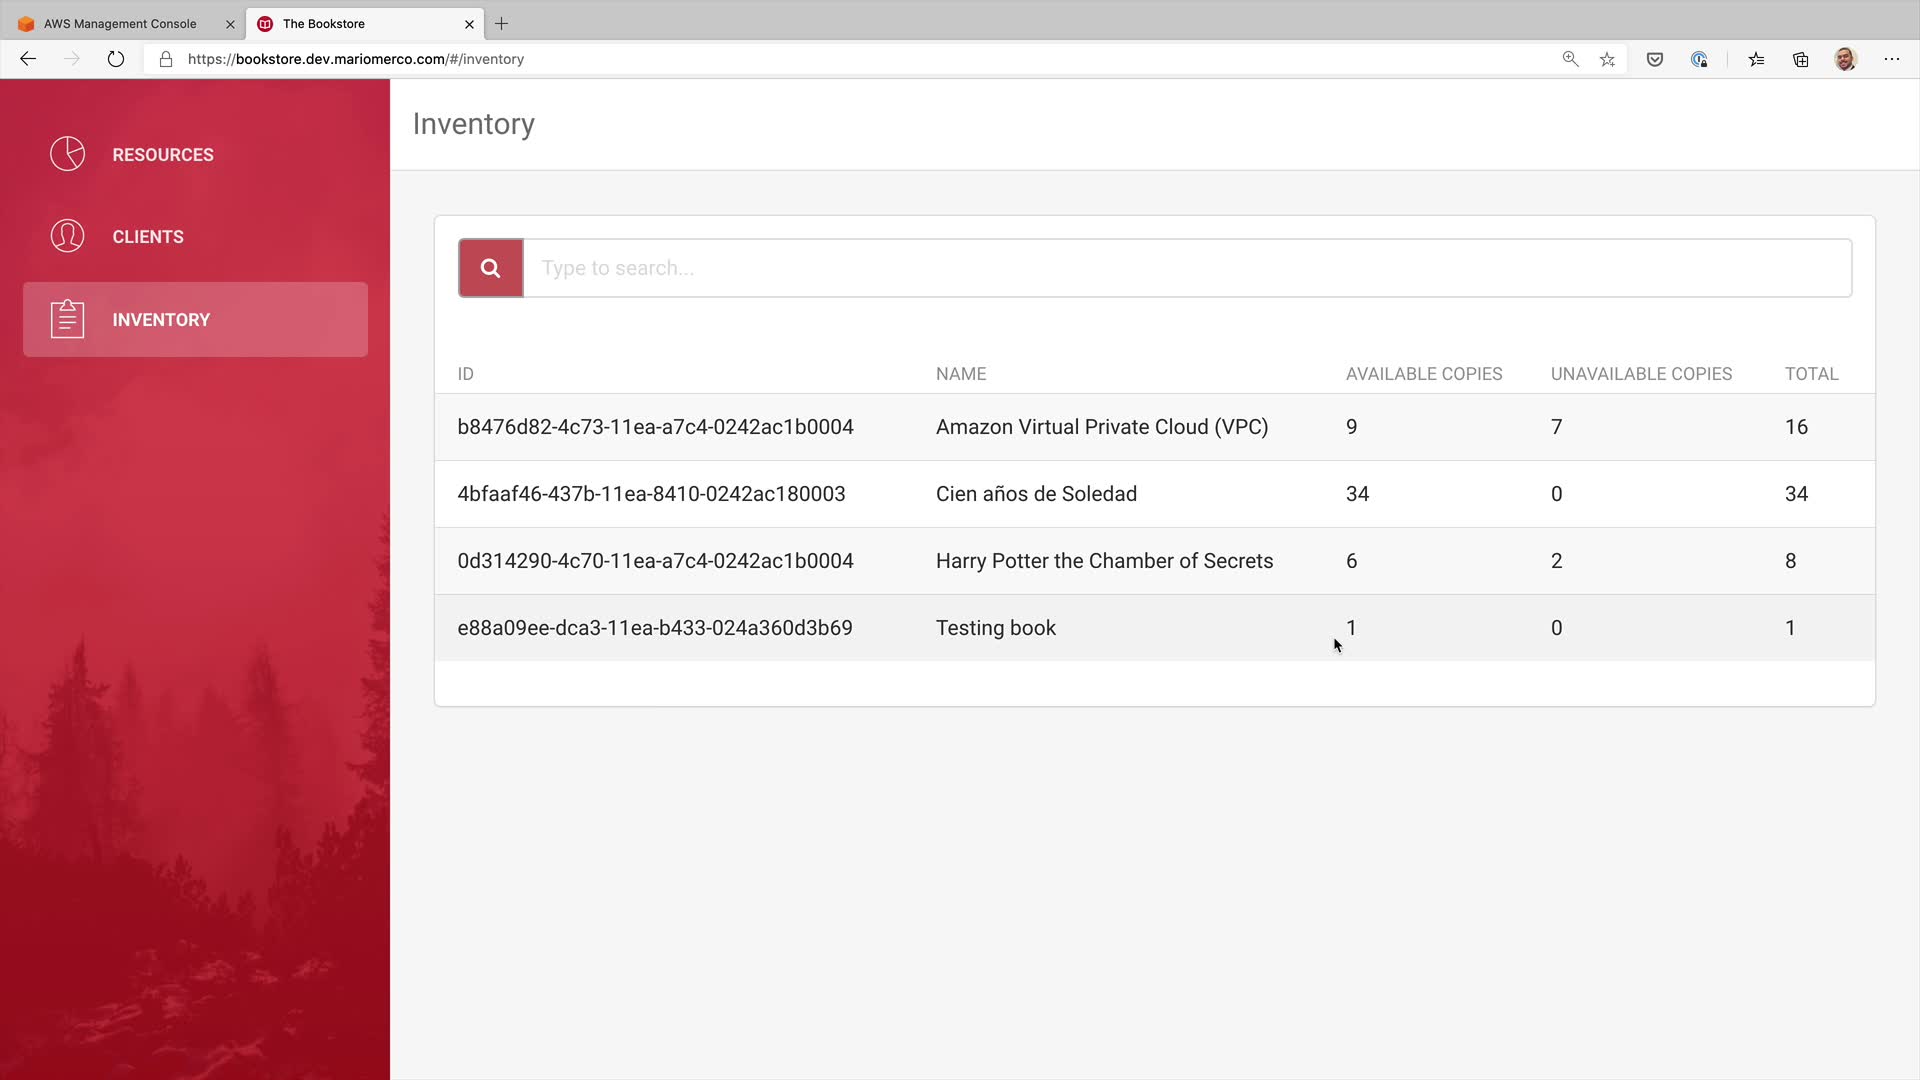 AWS Management Console
The Bookstore
https://bookstore.dev.mariomerco.com/#/inventory
RESOURCES
CLIENTS
INVENTORY
Inventory
Type to search...
ID NAME AVAILABLE COPIES UNAVAILABLE COPIES TOTAL
b8476d82-4c73-11ea-a7c4-0242ac1b0004 Amazon Virtual Private Cloud (VPC) 9 7 16
4bfaaf46-437b-11ea-8410-0242ac180003 Cien años de Soledad 34 0 34
0d314290-4c70-11ea-a7c4-0242ac1b0004 Harry Potter the Chamber of Secrets 6 2 8
e88a09ee-dca3-11ea-b433-024a360d3b69 Testing book 1 0 1